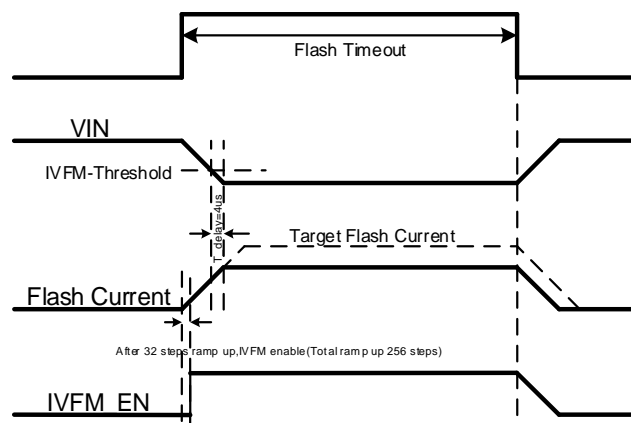 Flash Timeout
VIN
IVFM-Threshold
T_delay=4us
Target Flash Current
Flash Current
After 32 steps ramp up,IVFM enable(Total ramp up 256 steps)
IVFM_EN